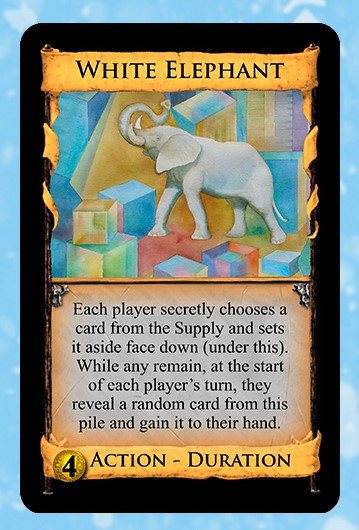 WHITE ELEPHANT
Each player secretly chooses a
card from the Supply and sets
it aside face down (under this).
While any remain, at the start
of each player's turn, they
reveal a random card from this
pile and gain it to their hand.
4 ACTION - DURATION